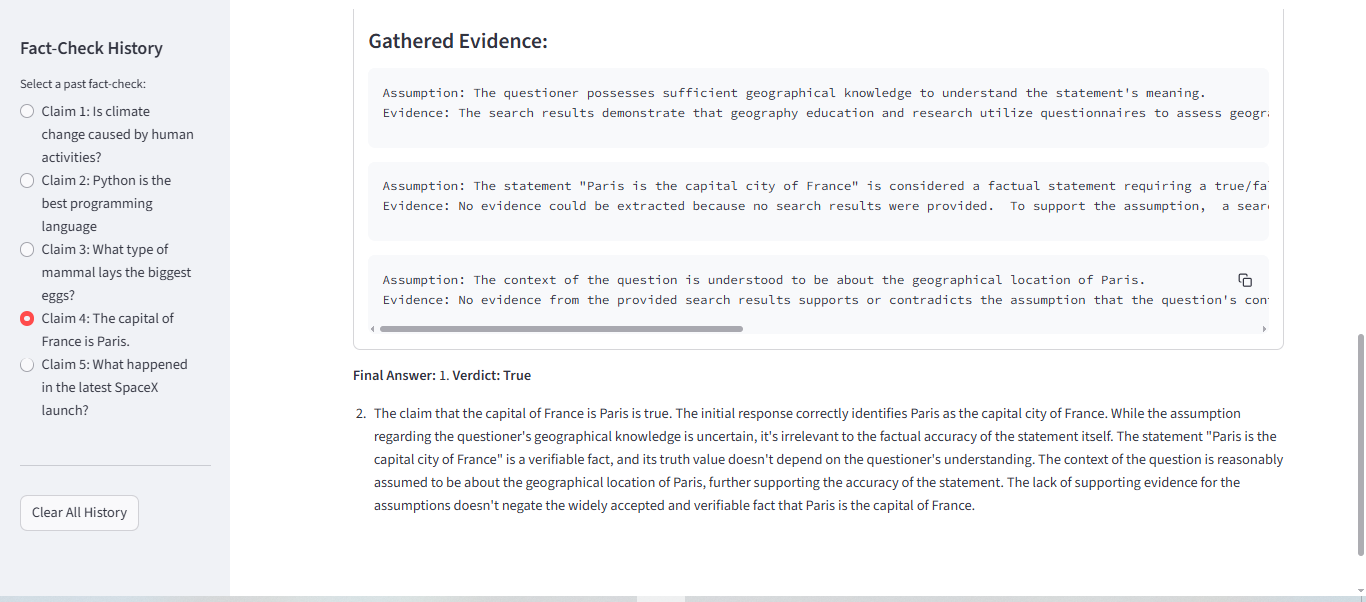 Fact-Check History
Select a past fact-check:
Claim 1: Is climate
change caused by human
activities?
Claim 2: Python is the
best programming
language
Claim 3: What type of
mammal lays the biggest
eggs?
Claim 4: The capital of
France is Paris.
Claim 5: What happened
in the latest SpaceX
launch?
Clear All History
Gathered Evidence:
Assumption: The questioner possesses sufficient geographical knowledge to understand the statement's meaning.
Evidence: The search results demonstrate that geography education and research utilize questionnaires to assess geogra
Assumption: The statement "Paris is the capital city of France" is considered a factual statement requiring a true/fal
Evidence: No evidence could be extracted because no search results were provided.  To support the assumption,  a sear
Assumption: The context of the question is understood to be about the geographical location of Paris.
Evidence: No evidence from the provided search results supports or contradicts the assumption that the question's con
Final Answer: 1. Verdict: True
2. The claim that the capital of France is Paris is true. The initial response correctly identifies Paris as the capital city of France. While the assumption
regarding the questioner's geographical knowledge is uncertain, it's irrelevant to the factual accuracy of the statement itself. The statement "Paris is the
capital city of France" is a verifiable fact, and its truth value doesn't depend on the questioner's understanding. The context of the question is reasonably
assumed to be about the geographical location of Paris, further supporting the accuracy of the statement. The lack of supporting evidence for the
assumptions doesn't negate the widely accepted and verifiable fact that Paris is the capital of France.